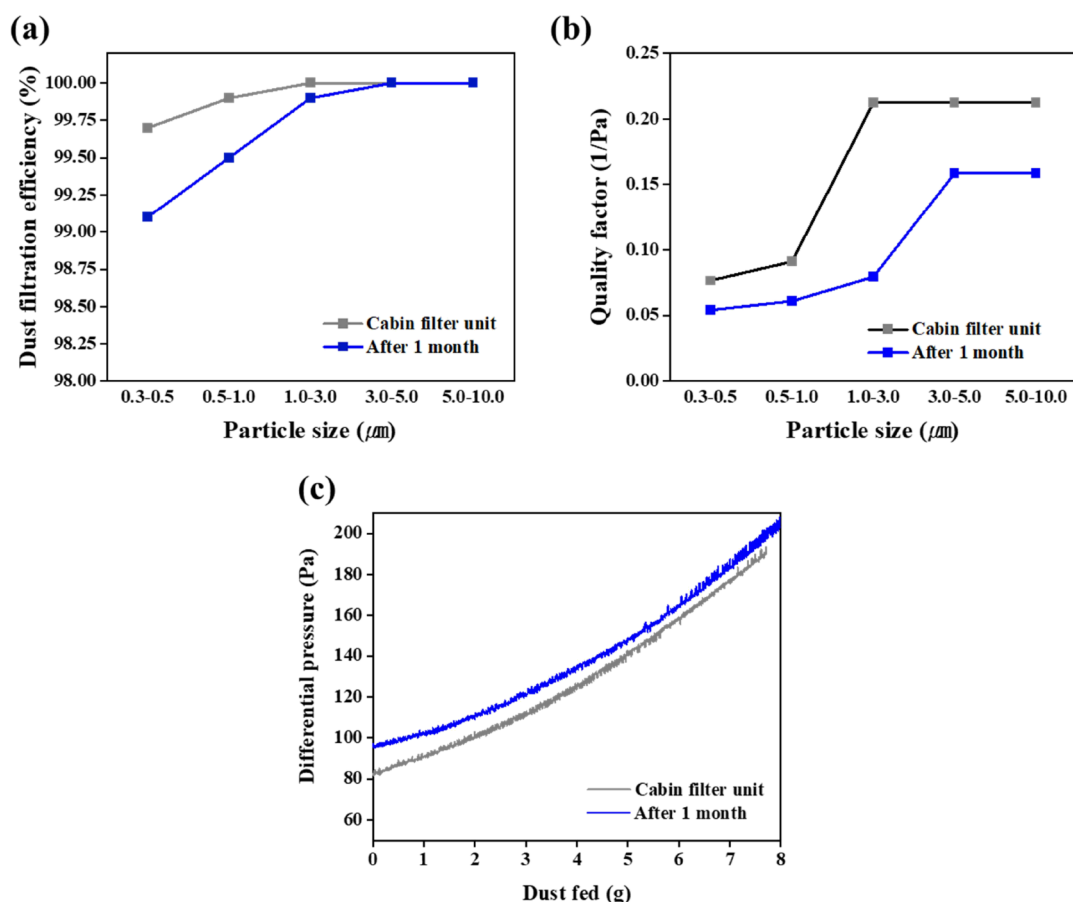 (a)
Dust filtration efficiency (%)
100.00
99.75
99.50
99.25
99.00
98.75
98.50
98.25
98.00
Cabin filter unit
After 1 month
0.3-0.5 0.5-1.0 1.0-3.0 3.0-5.0 5.0-10.0
Particle size (㎛)
(b)
Quality factor (1/Pa)
0.25
0.20
0.15
0.10
0.05
0.00
Cabin filter unit
After 1 month
0.3-0.5 0.5-1.0 1.0-3.0 3.0-5.0 5.0-10.0
Particle size (㎛)
(c)
Differential pressure (Pa)
200
180
160
140
120
100
80
60
Cabin filter unit
After 1 month
0 1 2 3 4 5 6 7 8
Dust fed (g)